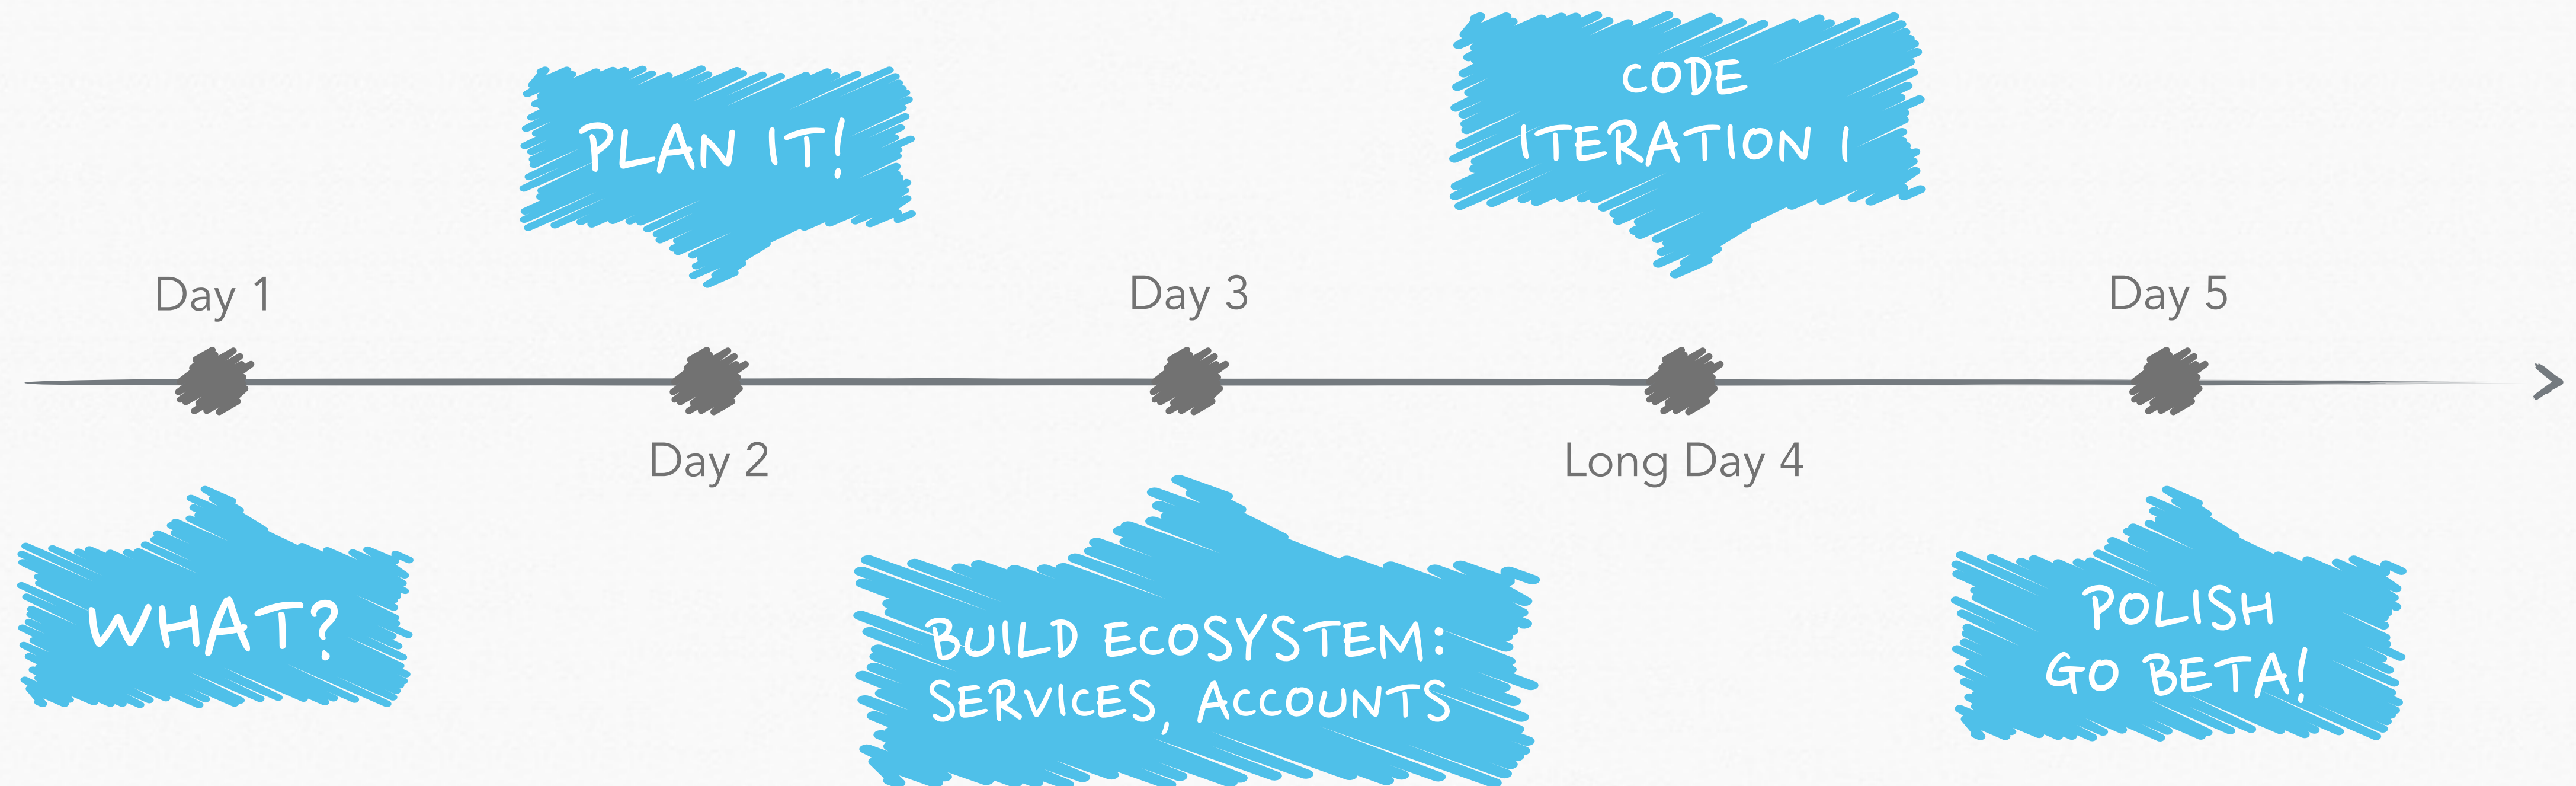 Day 1
WHAT?
PLAN IT!
Day 2
Day 3
BUILD ECOSYSTEM:
SERVICES, ACCOUNTS
CODE
ITERATION 1
Long Day 4
Day 5
POLISH
GO BETA!